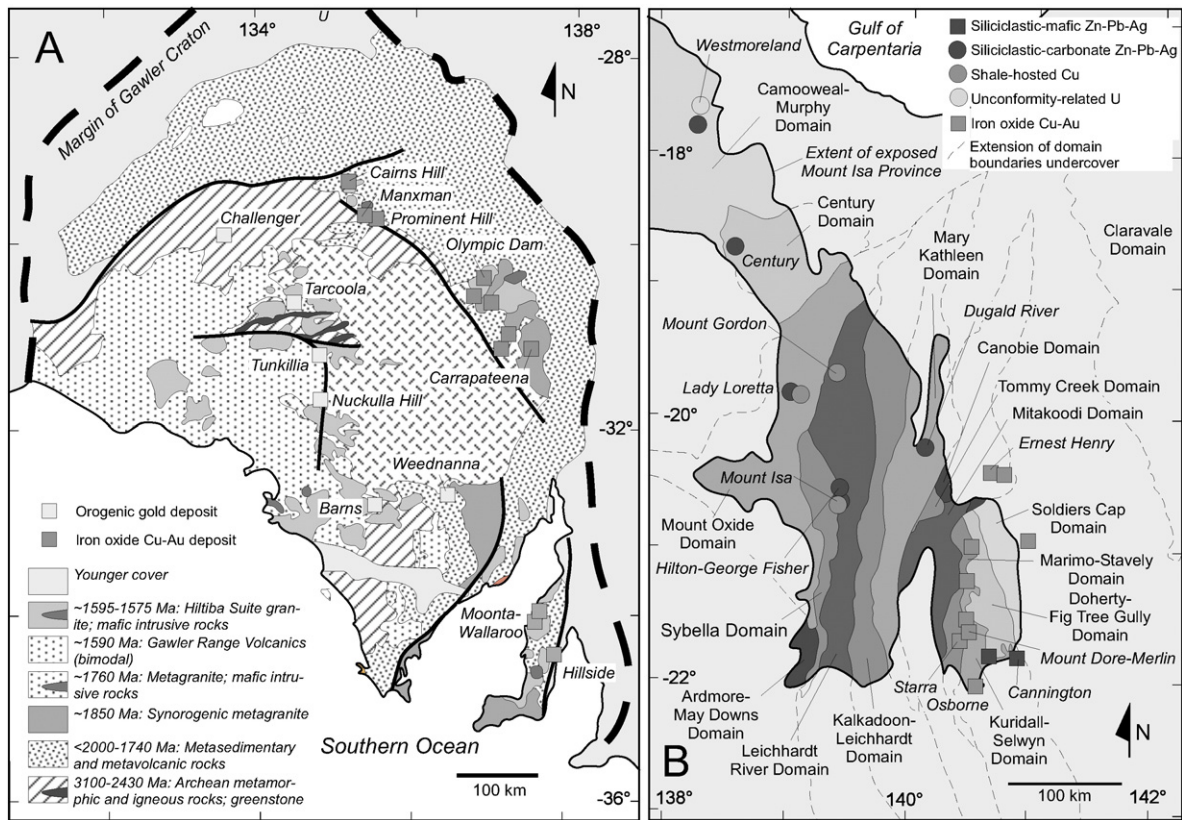 A
134°
U
138°
-28°
N
Margin of Gawler Craton
Cairns Hill
Manxman
Prominent Hill
Challenger
Olympic Dam
Tarcoola
Tunkillia
Carrapateena
Nuckulla Hill
-32°
Weednanna
Barns
Orogenic gold deposit
Iron oxide Cu-Au deposit
Younger cover
~1595-1575 Ma: Hiltiba Suite gran-
ite; mafic intrusive rocks
~1590 Ma: Gawler Range Volcanics
(bimodal)
~1760 Ma: Metagranite; mafic intru-
sive rocks
~1850 Ma: Synorogenic metagranite
<2000-1740 Ma: Metasedimentary
and metavolcanic rocks
3100-2430 Ma: Archean metamor-
phic and igneous rocks; greenstone
Moonta-
Wallaroo
Hillside
Southern Ocean
100 km
-36°
B
Gulf of
Carpentaria
Siliciclastic-mafic Zn-Pb-Ag
Siliciclastic-carbonate Zn-Pb-Ag
Shale-hosted Cu
Unconformity-related U
Iron oxide Cu-Au
Extension of domain
boundaries undercover
Westmoreland
Camooweal-
Murphy
Domain
-18°
Extent of exposed
Mount Isa Province
Century
Domain
Century
Mary
Kathleen
Domain
Claravale
Domain
Mount Gordon
Dugald River
Canobie Domain
Lady Loretta
Tommy Creek Domain
-20°
Mitakoodi Domain
Ernest Henry
Mount Isa
Mount Oxide
Domain
Soldiers Cap
Domain
Hilton-George Fisher
Marimo-Stavely
Domain
Doherty-
Fig Tree Gully
Domain
Sybella Domain
Mount Dore-Merlin
-22°
Starra
Osborne
Cannington
Ardmore-
May Downs
Domain
Leichhardt
River Domain
Kalkadoon-
Leichhardt
Domain
Kuridall-
Selwyn
Domain
N
100 km
138°
140°
142°